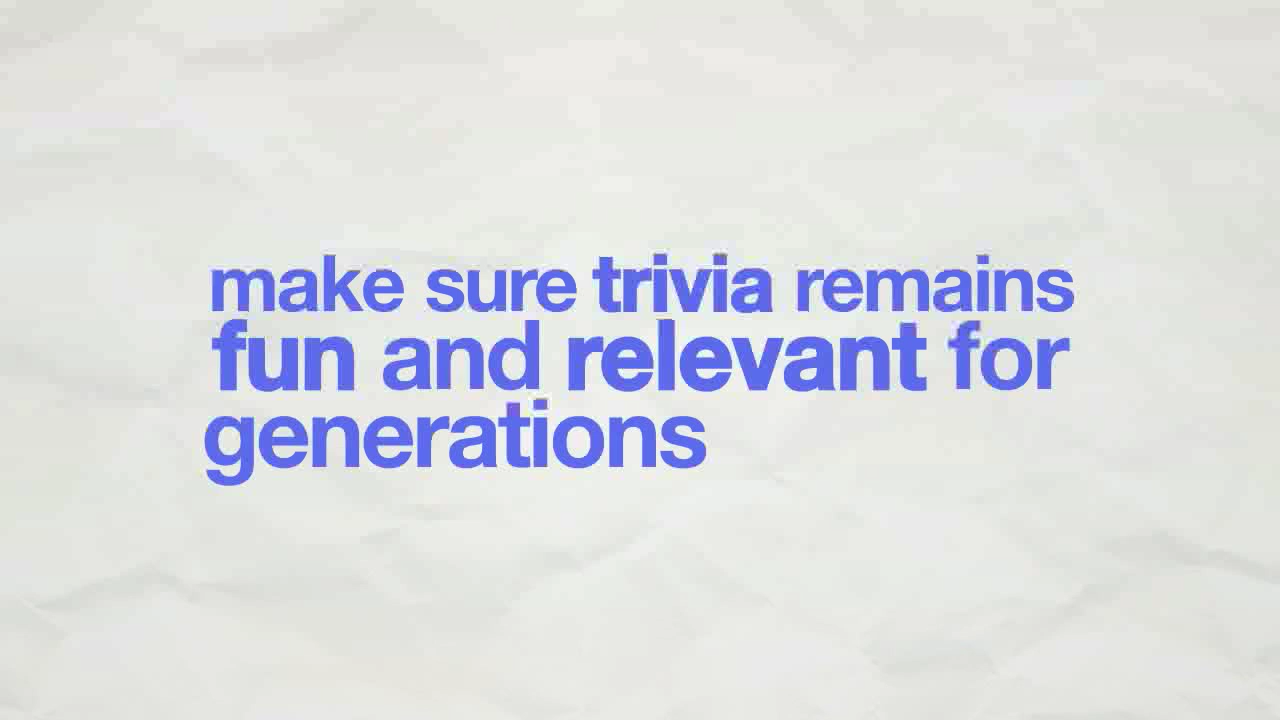 make sure trivia remains
fun and relevant for
generations